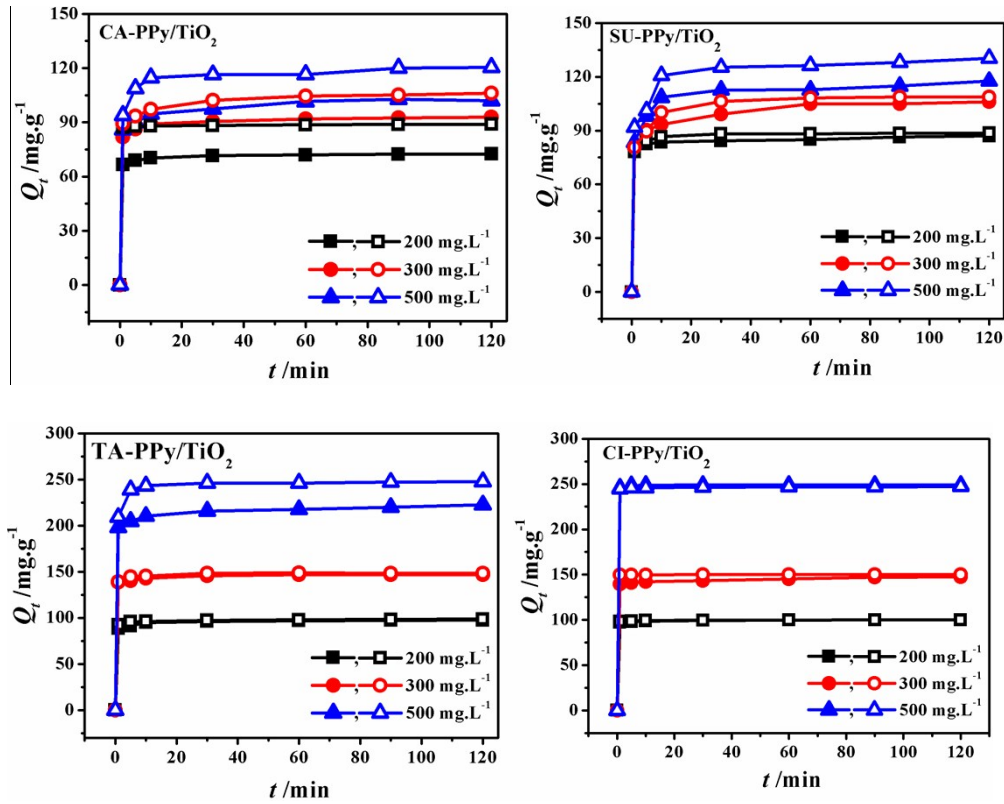 CA-PPy/TiO₂
Qt /mg.g⁻¹
150
120
90
60
30
0
200 mg.L⁻¹
300 mg.L⁻¹
500 mg.L⁻¹
0 20 40 60 80 100 120
t /min
SU-PPy/TiO₂
Qt /mg.g⁻¹
150
120
90
60
30
0
200 mg.L⁻¹
300 mg.L⁻¹
500 mg.L⁻¹
0 20 40 60 80 100 120
t /min
TA-PPy/TiO₂
Qt /mg.g⁻¹
300
250
200
150
100
50
0
, 200 mg.L⁻¹
, 300 mg.L⁻¹
, 500 mg.L⁻¹
0 20 40 60 80 100 120
t /min
CI-PPy/TiO₂
Qt /mg.g⁻¹
300
250
200
150
100
50
0
, 200 mg.L⁻¹
, 300 mg.L⁻¹
, 500 mg.L⁻¹
0 20 40 60 80 100 120
t /min